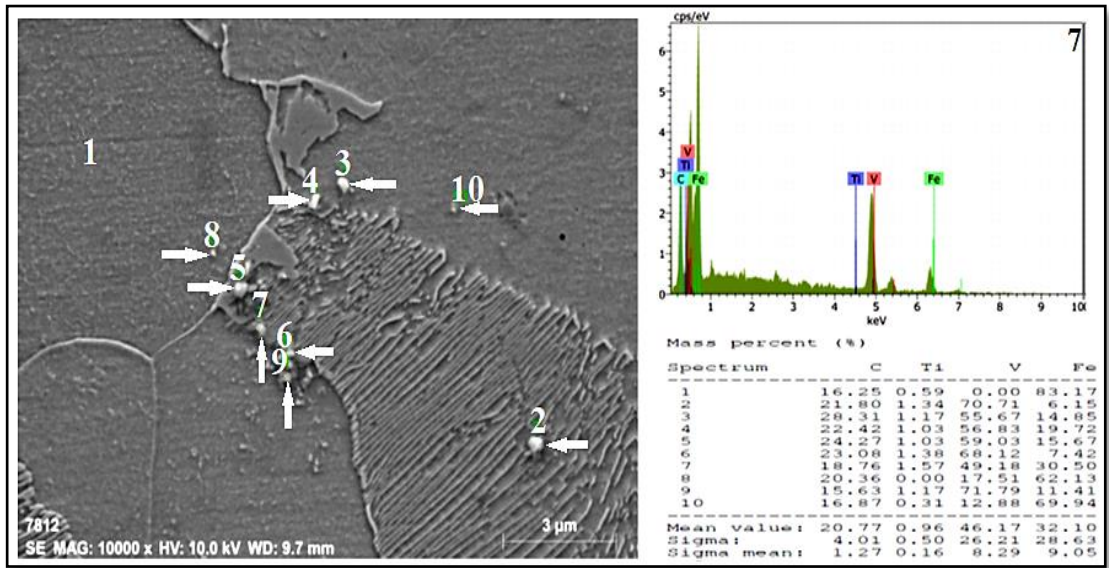 1
3
4
10
8
5
7
6
9
2
7812
3 µm
SE MAG: 10000 x HV: 10.0 kV WD: 9.7 mm
cps/eV
7
6
5
4
3
2
1
0
V
Ti
C Fe
Ti V Fe
1 2 3 4 5 6 7 8 9 10
keV
Mass percent (%)
Spectrum C Ti V Fe
1 16.25 0.59 0.00 83.17
2 21.80 1.34 70.71 6.15
3 28.31 1.17 55.67 14.85
4 22.42 1.03 56.83 19.72
5 24.27 1.03 59.03 15.67
6 23.08 1.38 68.12 7.42
7 18.76 1.57 49.18 30.50
8 20.36 0.00 17.51 62.13
9 15.63 1.17 71.79 11.41
10 16.87 0.31 12.88 69.94
Mean value: 20.77 0.96 46.17 32.10
Sigma: 4.01 0.50 26.21 28.63
Sigma mean: 1.27 0.16 8.29 9.05